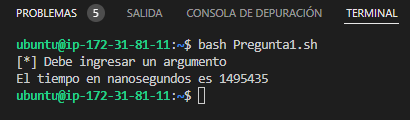 PROBLEMAS 5 SALIDA CONSOLA DE DEPURACIÓN TERMINAL
ubuntu@ip-172-31-81-11:~$ bash Pregunta1.sh
[*] Debe ingresar un argumento
El tiempo en nanosegundos es 1495435
ubuntu@ip-172-31-81-11:~$